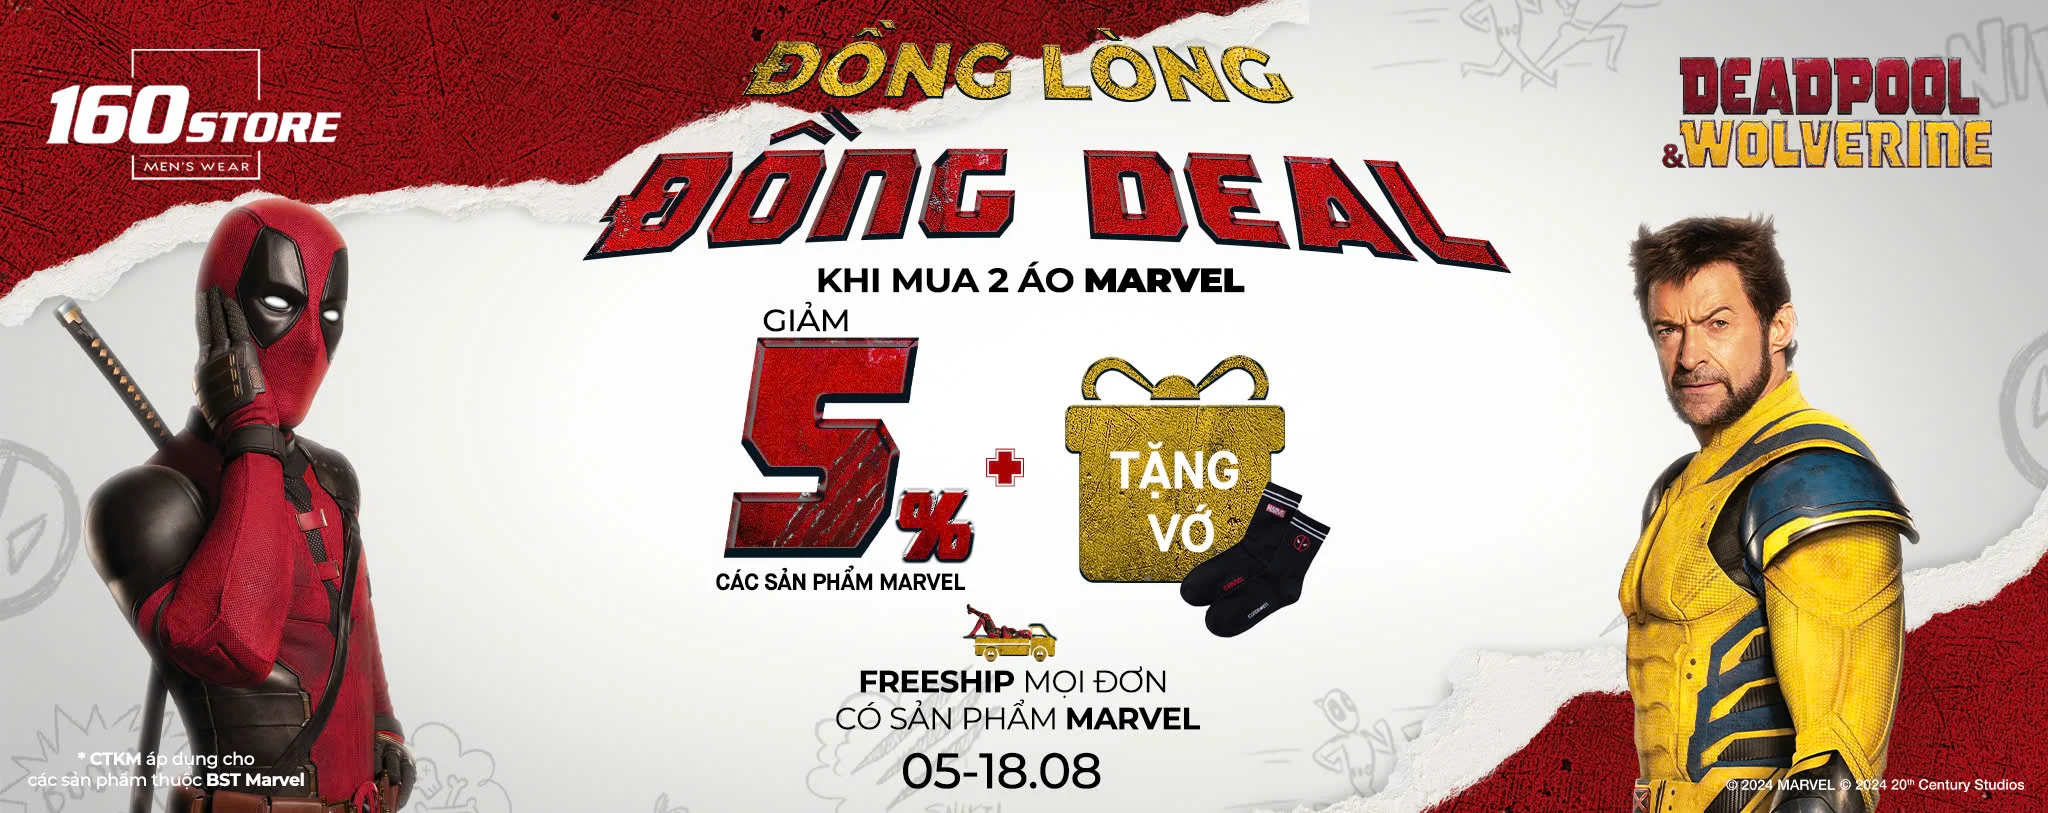 160STORE
MEN'S WEAR
ĐỒNG LÒNG
ĐỒNG DEAL
DEADPOOL
&WOLVERINE
KHI MUA 2 ÁO MARVEL
GIẢM
5%
CÁC SẢN PHẨM MARVEL
TẶNG
VỚ
MARVEL
FREESHIP MỌI ĐƠN
CÓ SẢN PHẨM MARVEL
05-18.08
* CTKM áp dụng cho
các sản phẩm thuộc BST Marvel
© 2024 MARVEL © 2024 20th Century Studios